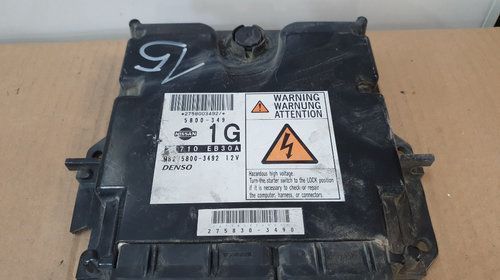 15
*2758003492/*
5800-349
NISSAN
1G
710 EB30A
5800-3492 12V
DENSO
WARNING
WARNUNG
ATTENTION
Hazardous high voltage.
Turn the starter switch to the LOCK position
if it is necessary to check or repair
the computer, harness, or connectors.
275830-3490